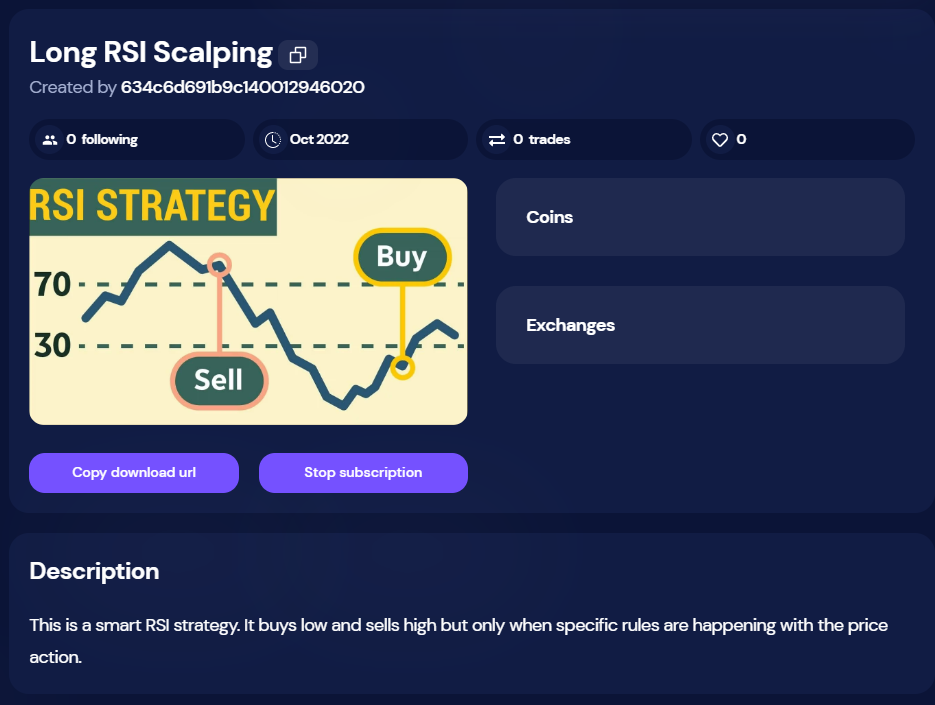 Long RSI Scalping
Created by 634c6d691b9c140012946020
0 following
Oct 2022
0 trades
0
RSI STRATEGY
70
30
Sell
Buy
Coins
Exchanges
Copy download url
Stop subscription
Description
This is a smart RSI strategy. It buys low and sells high but only when specific rules are happening with the price
action.